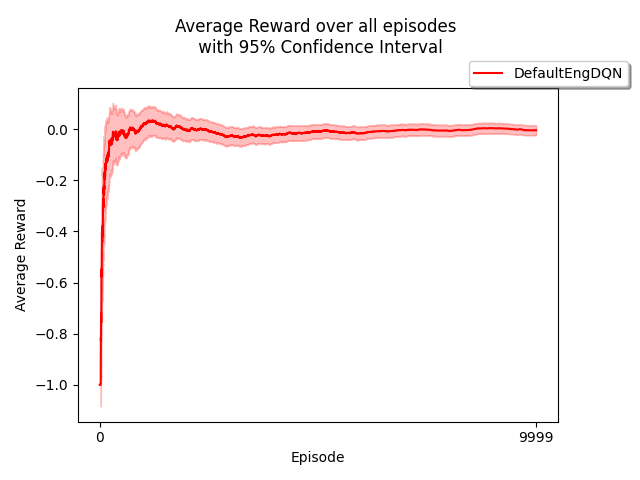 Average Reward over all episodes
with 95% Confidence Interval
DefaultEngDQN
0.0
−0.2
−0.4
−0.6
−0.8
−1.0
Average Reward
0
9999
Episode